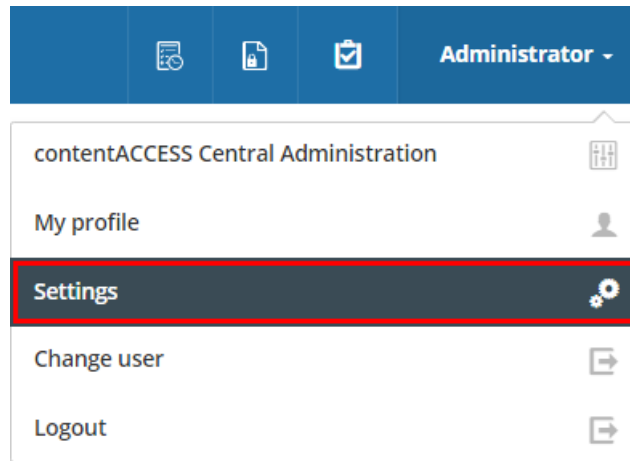 Administrator
contentACCESS Central Administration
My profile
Settings
Change user
Logout